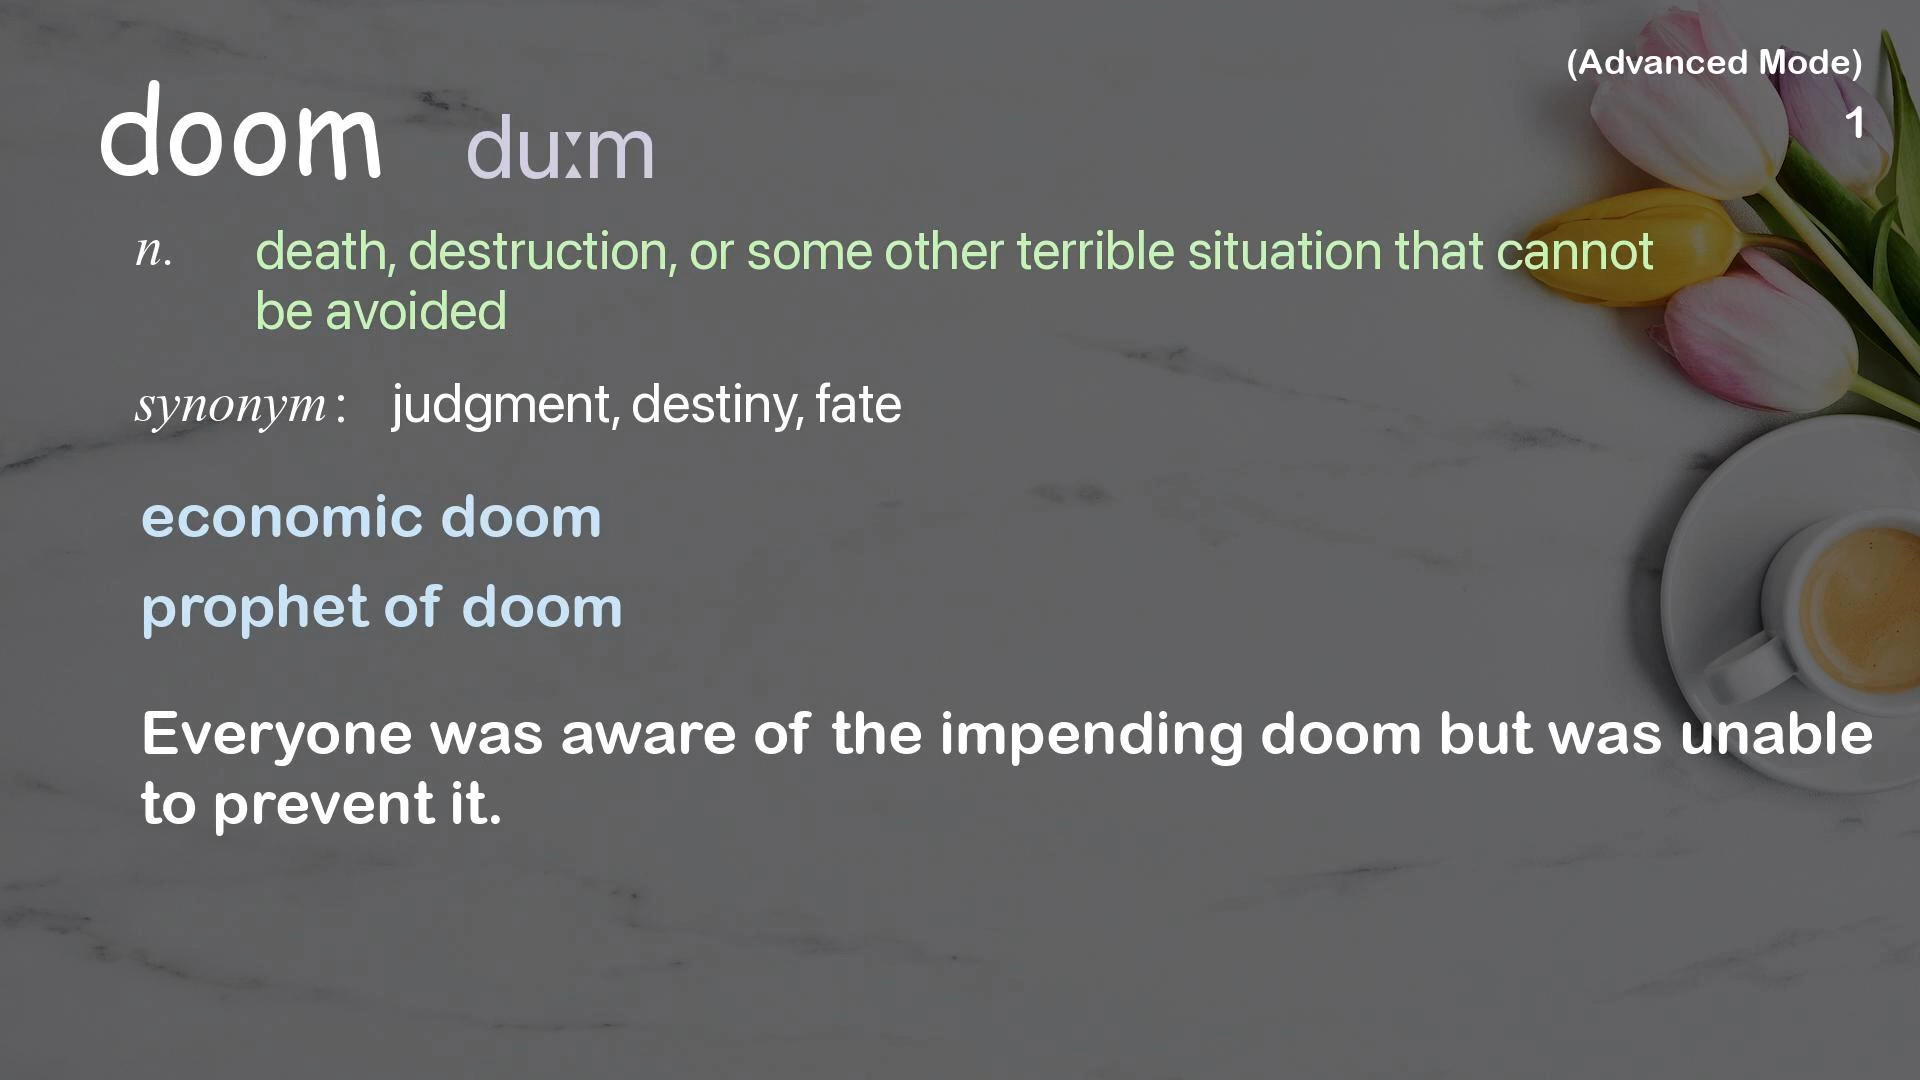 (Advanced Mode)
1
doom duːm
n. death, destruction, or some other terrible situation that cannot
be avoided
synonym: judgment, destiny, fate
economic doom
prophet of doom
Everyone was aware of the impending doom but was unable
to prevent it.